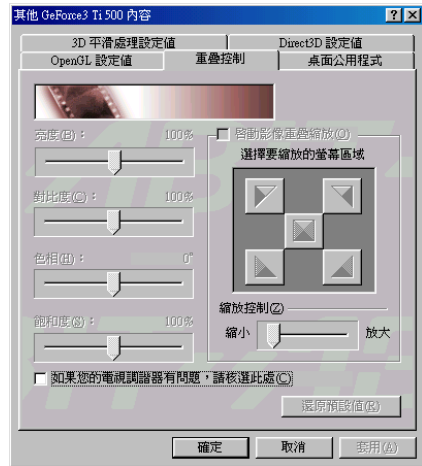 其他 GeForce3 Ti 500 內容
3D 平滑處理設定值
Direct3D 設定值
OpenGL 設定值
重疊控制
桌面公用程式
亮度(B)：
100%
對比度(C)：
100%
色相(H)：
0°
飽和度(S)：
100%
啓動影像重疊縮放(O)
選擇要縮放的螢幕區域
縮放控制(Z)
縮小
放大
如果您的電視調諧器有問題，請核選此處(C)
還原預設值(R)
確定
取消
套用(A)